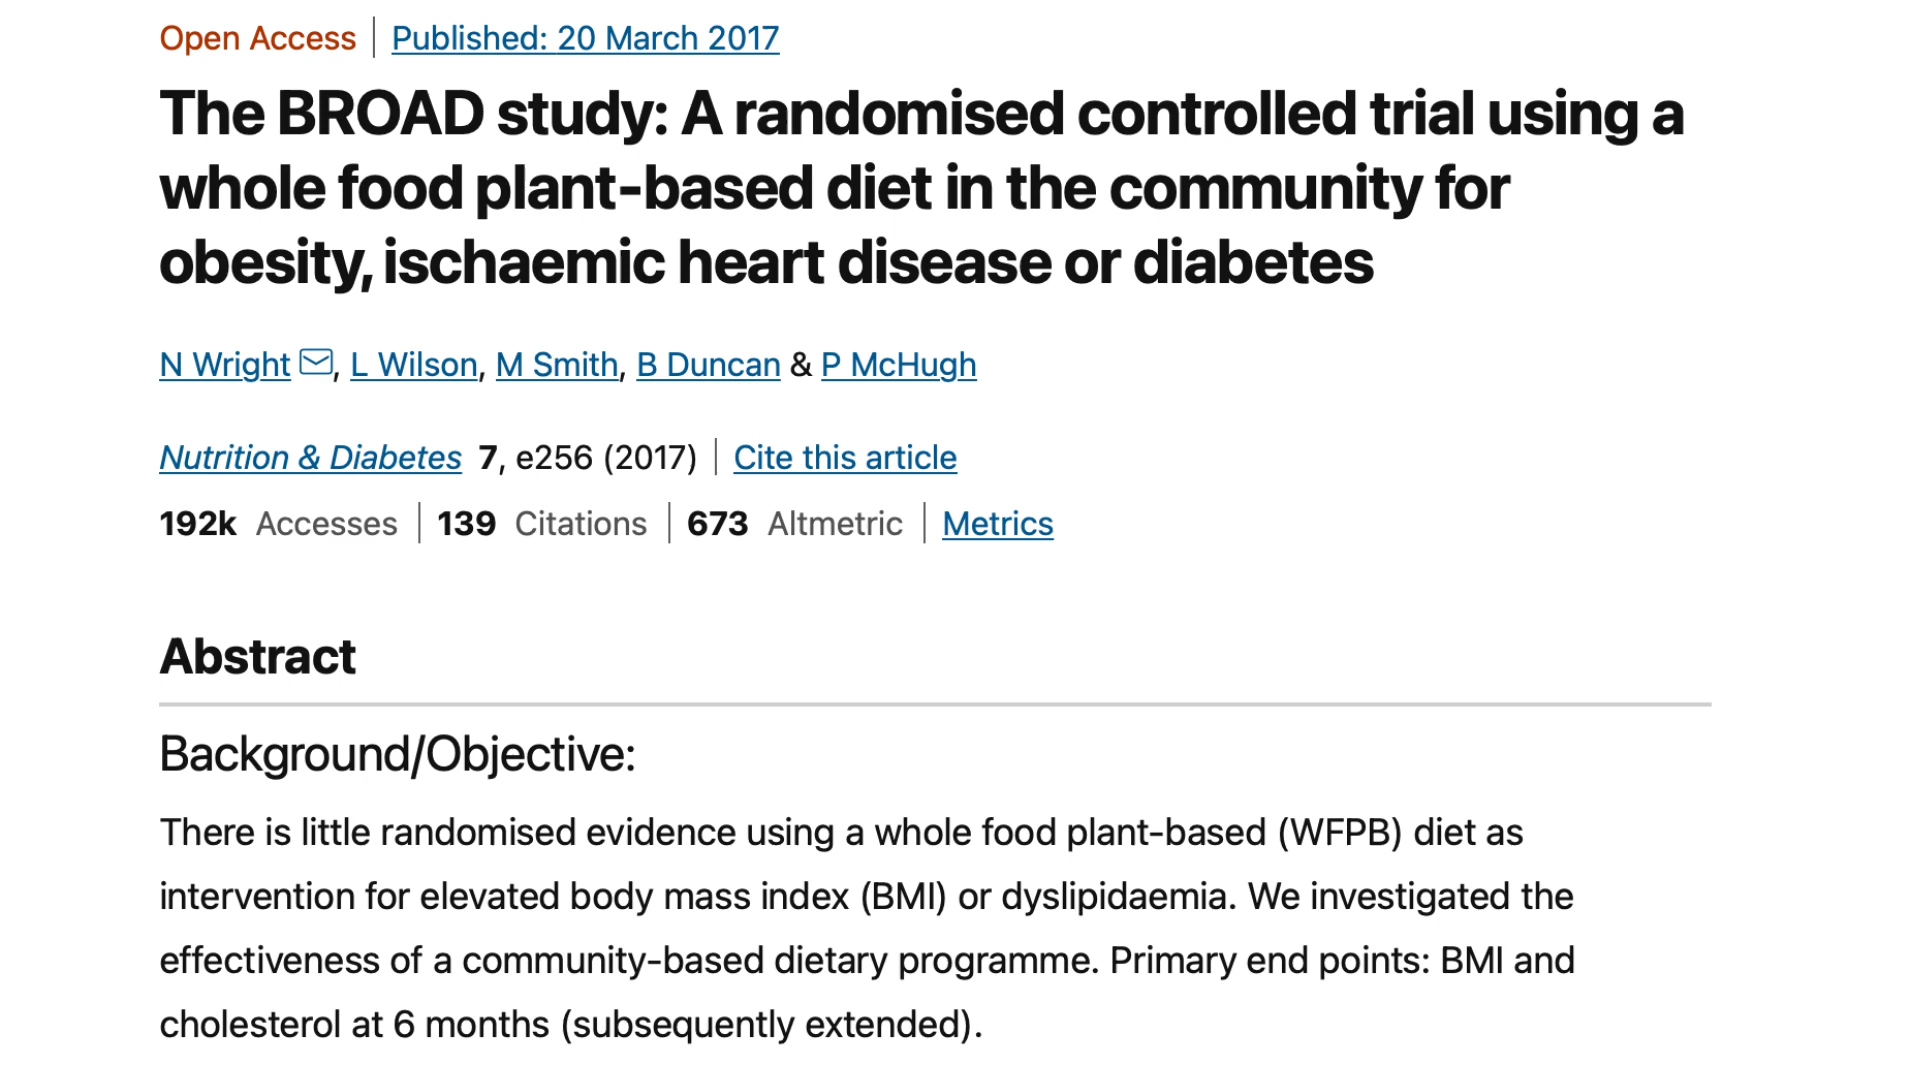 Open Access | Published: 20 March 2017
The BROAD study: A randomised controlled trial using a
whole food plant-based diet in the community for
obesity, ischaemic heart disease or diabetes
N Wright, L Wilson, M Smith, B Duncan & P McHugh
Nutrition & Diabetes 7, e256 (2017) | Cite this article
192k Accesses | 139 Citations | 673 Altmetric | Metrics
Abstract
Background/Objective:
There is little randomised evidence using a whole food plant-based (WFPB) diet as
intervention for elevated body mass index (BMI) or dyslipidaemia. We investigated the
effectiveness of a community-based dietary programme. Primary end points: BMI and
cholesterol at 6 months (subsequently extended).